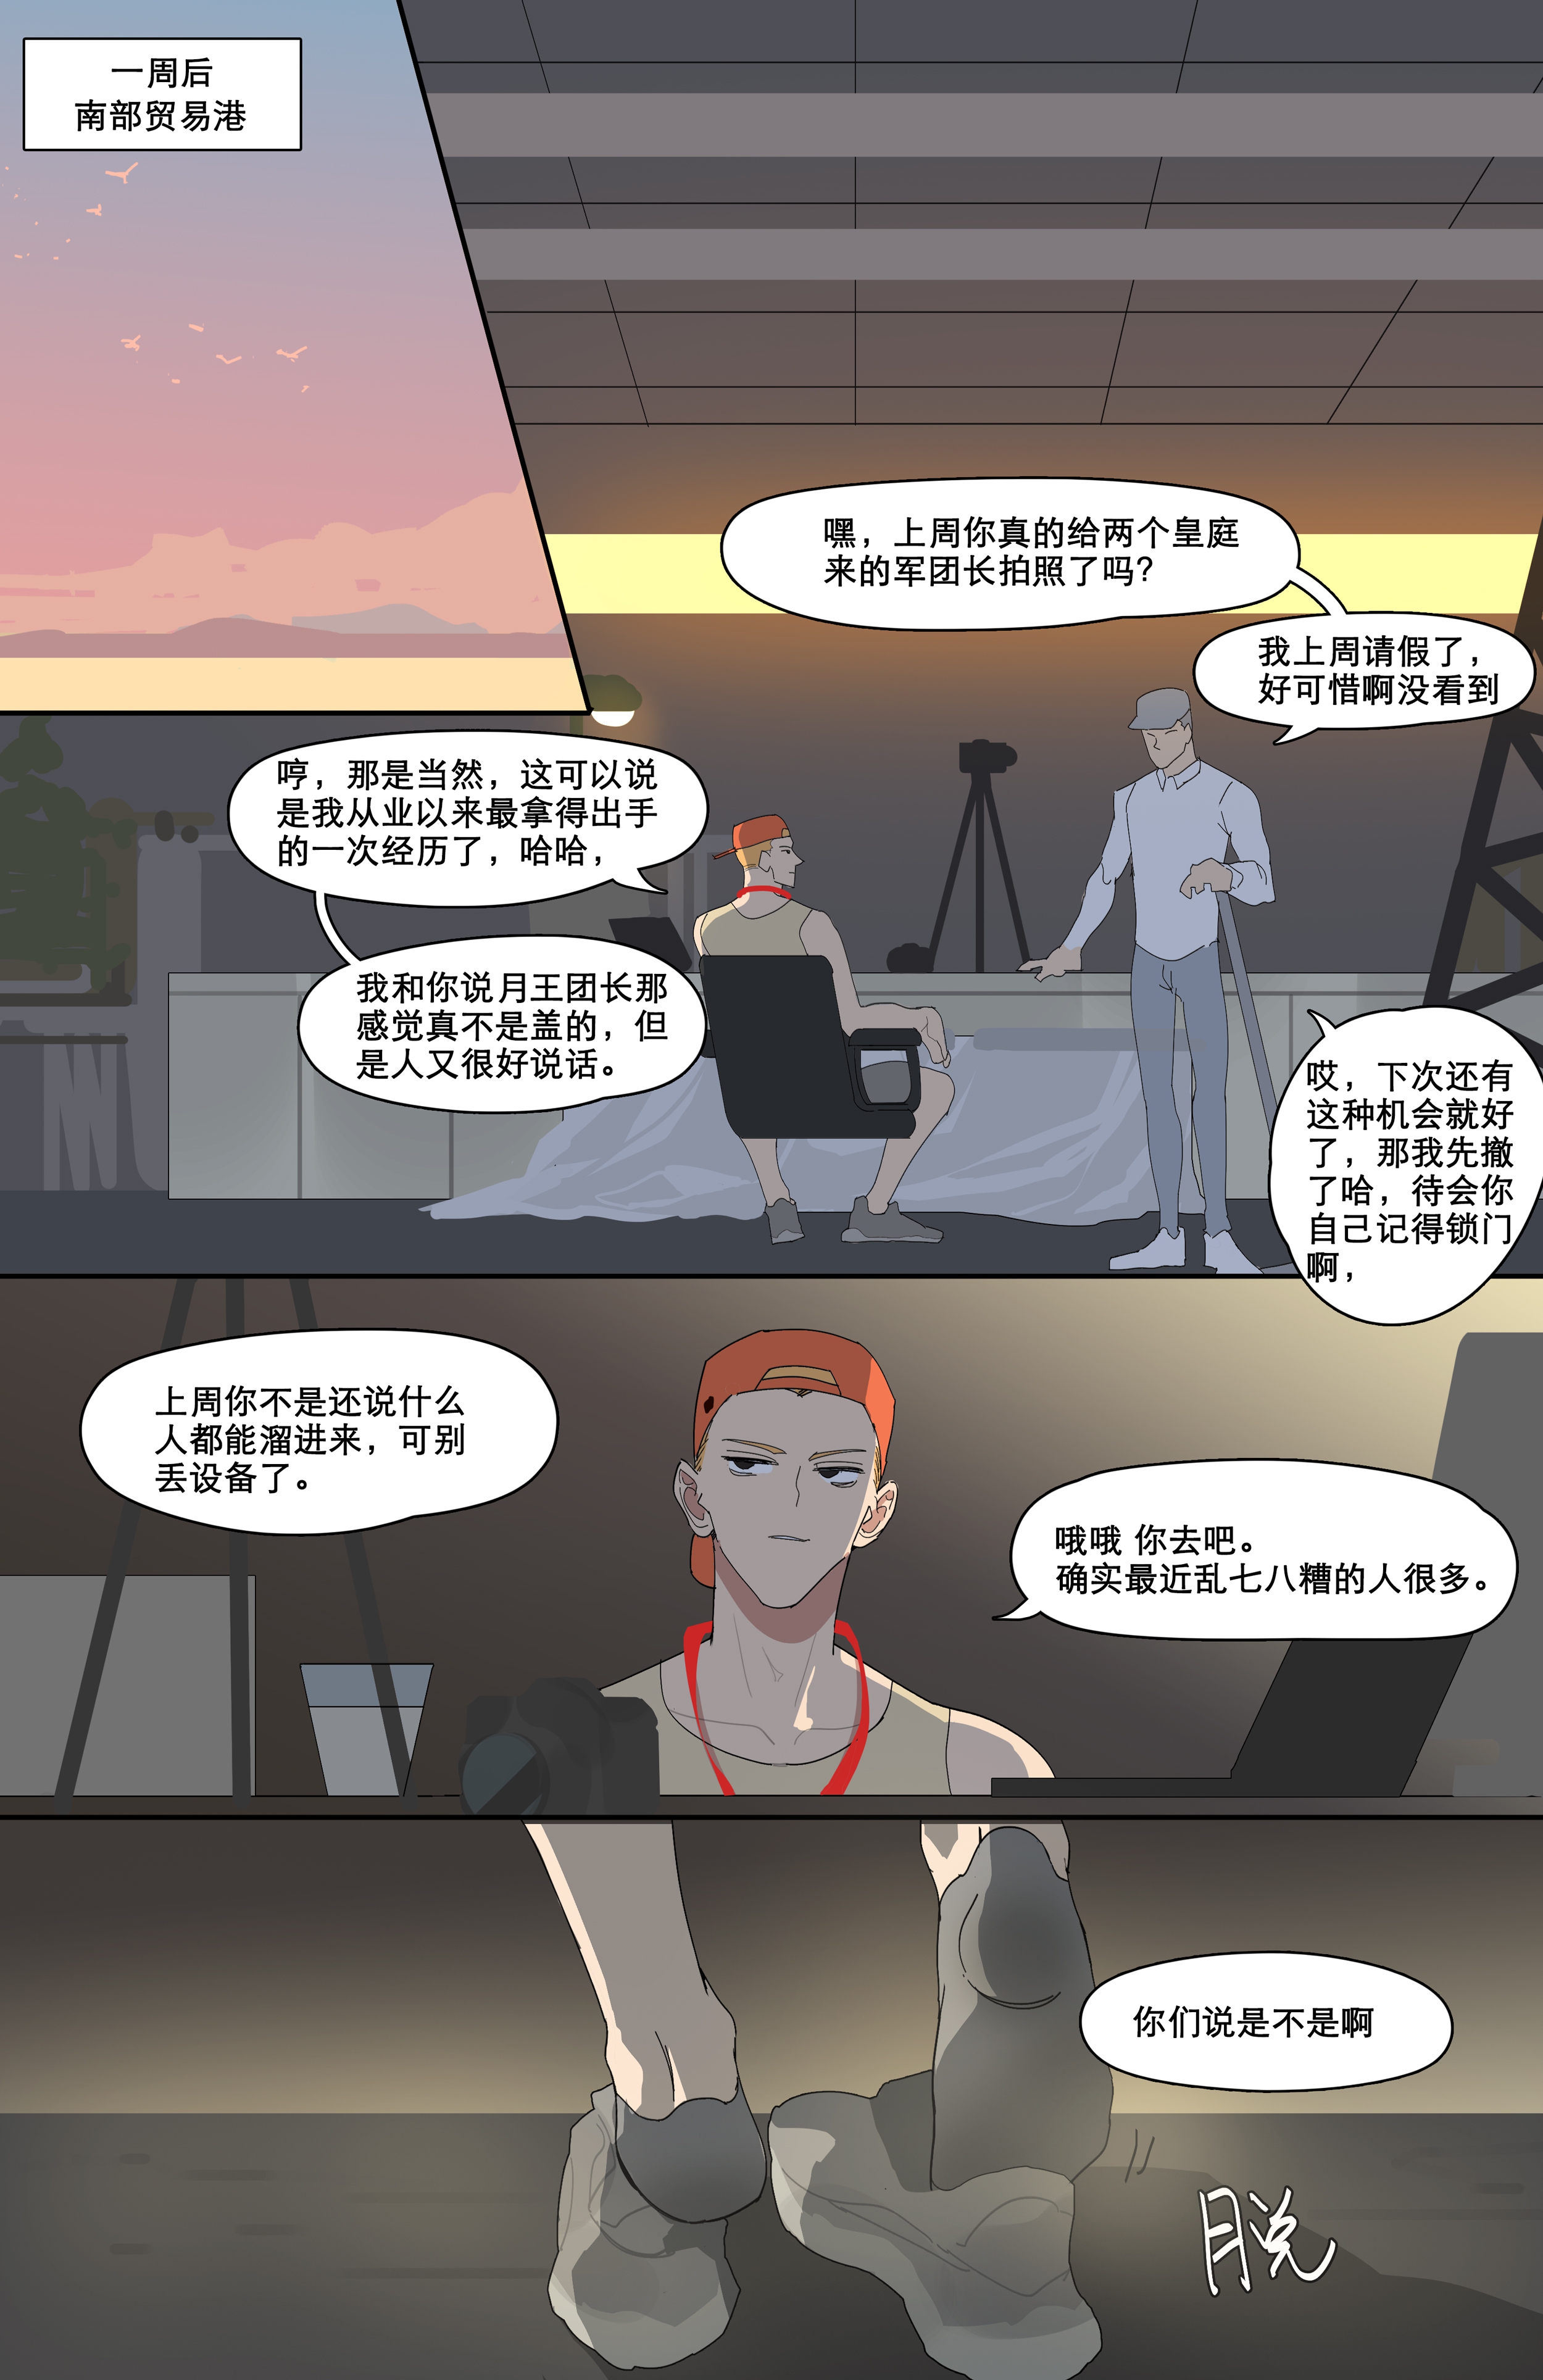 一周后
南部贸易港
嘿，上周你真的给两个皇庭
来的军团长拍照了吗？
我上周请假了，
好可惜啊没看到
哼，那是当然，这可以说
是我从业以来最拿得出手
的一次经历了，哈哈，
我和你说月王团长那
感觉真不是盖的，但
是人又很好说话。
哎，下次还有
这种机会就好
了，那我先撤
了哈，待会你
自己记得锁门
啊，
上周你不是还说什么
人都能溜进来，可别
丢设备了。
哦哦 你去吧。
确实最近乱七八糟的人很多。
你们说是不是啊
脱